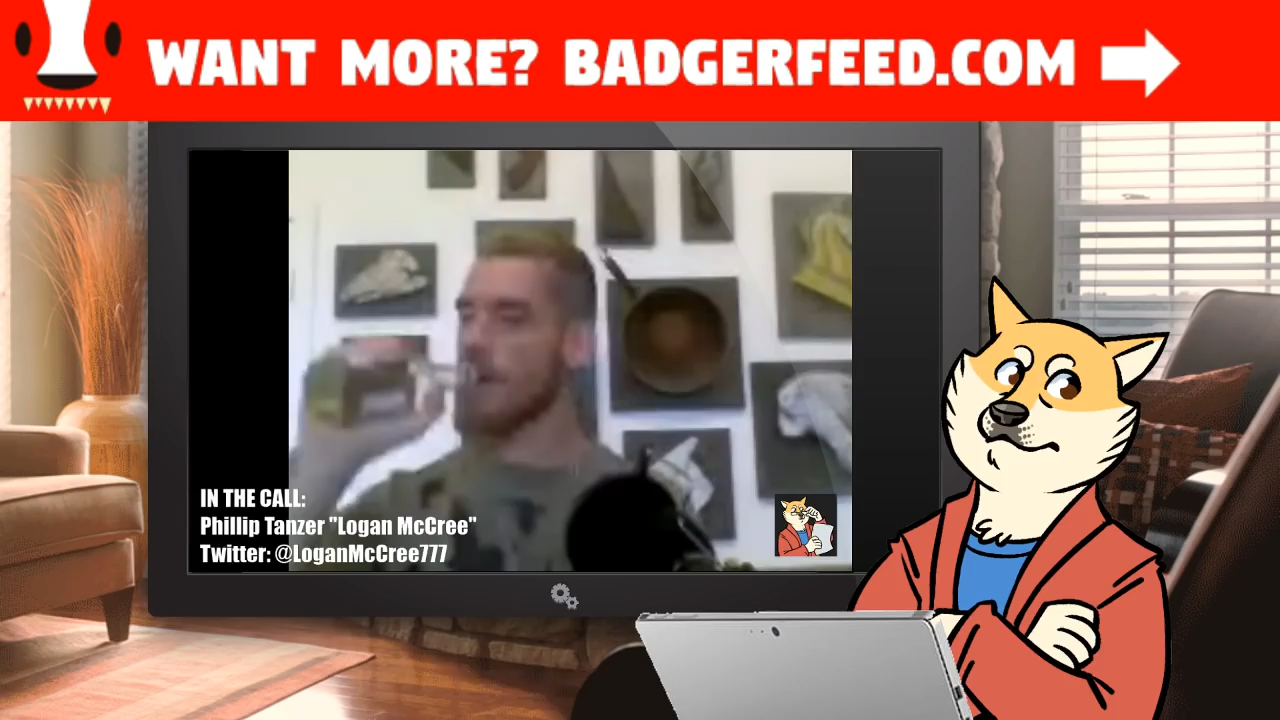 WANT MORE? BADGERFEED.COM
IN THE CALL:
Phillip Tanzer "Logan McCree"
Twitter: @LoganMcCree777